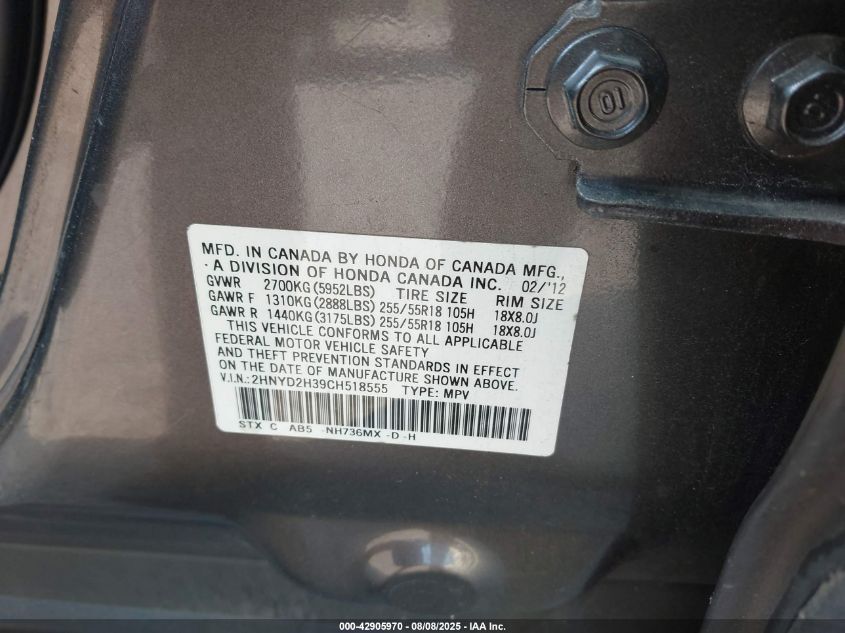 10
MFD. IN CANADA BY HONDA OF CANADA MFG.,
A DIVISION OF HONDA CANADA INC. 02/'12
GVWR 2700KG(5952LBS) TIRE SIZE RIM SIZE
GAWR F 1310KG(2888LBS) 255/55R18 105H 18X8.0J
GAWR R 1440KG(3175LBS) 255/55R18 105H 18X8.0J
THIS VEHICLE CONFORMS TO ALL APPLICABLE
FEDERAL MOTOR VEHICLE SAFETY
AND THEFT PREVENTION STANDARDS IN EFFECT
ON THE DATE OF MANUFACTURE SHOWN ABOVE.
V.I.N.: 2HNYD2H39CH518555 TYPE: MPV
STX C AB5 -NH736MX -D -H
000-42905970 - 08/08/2025 - IAA Inc.